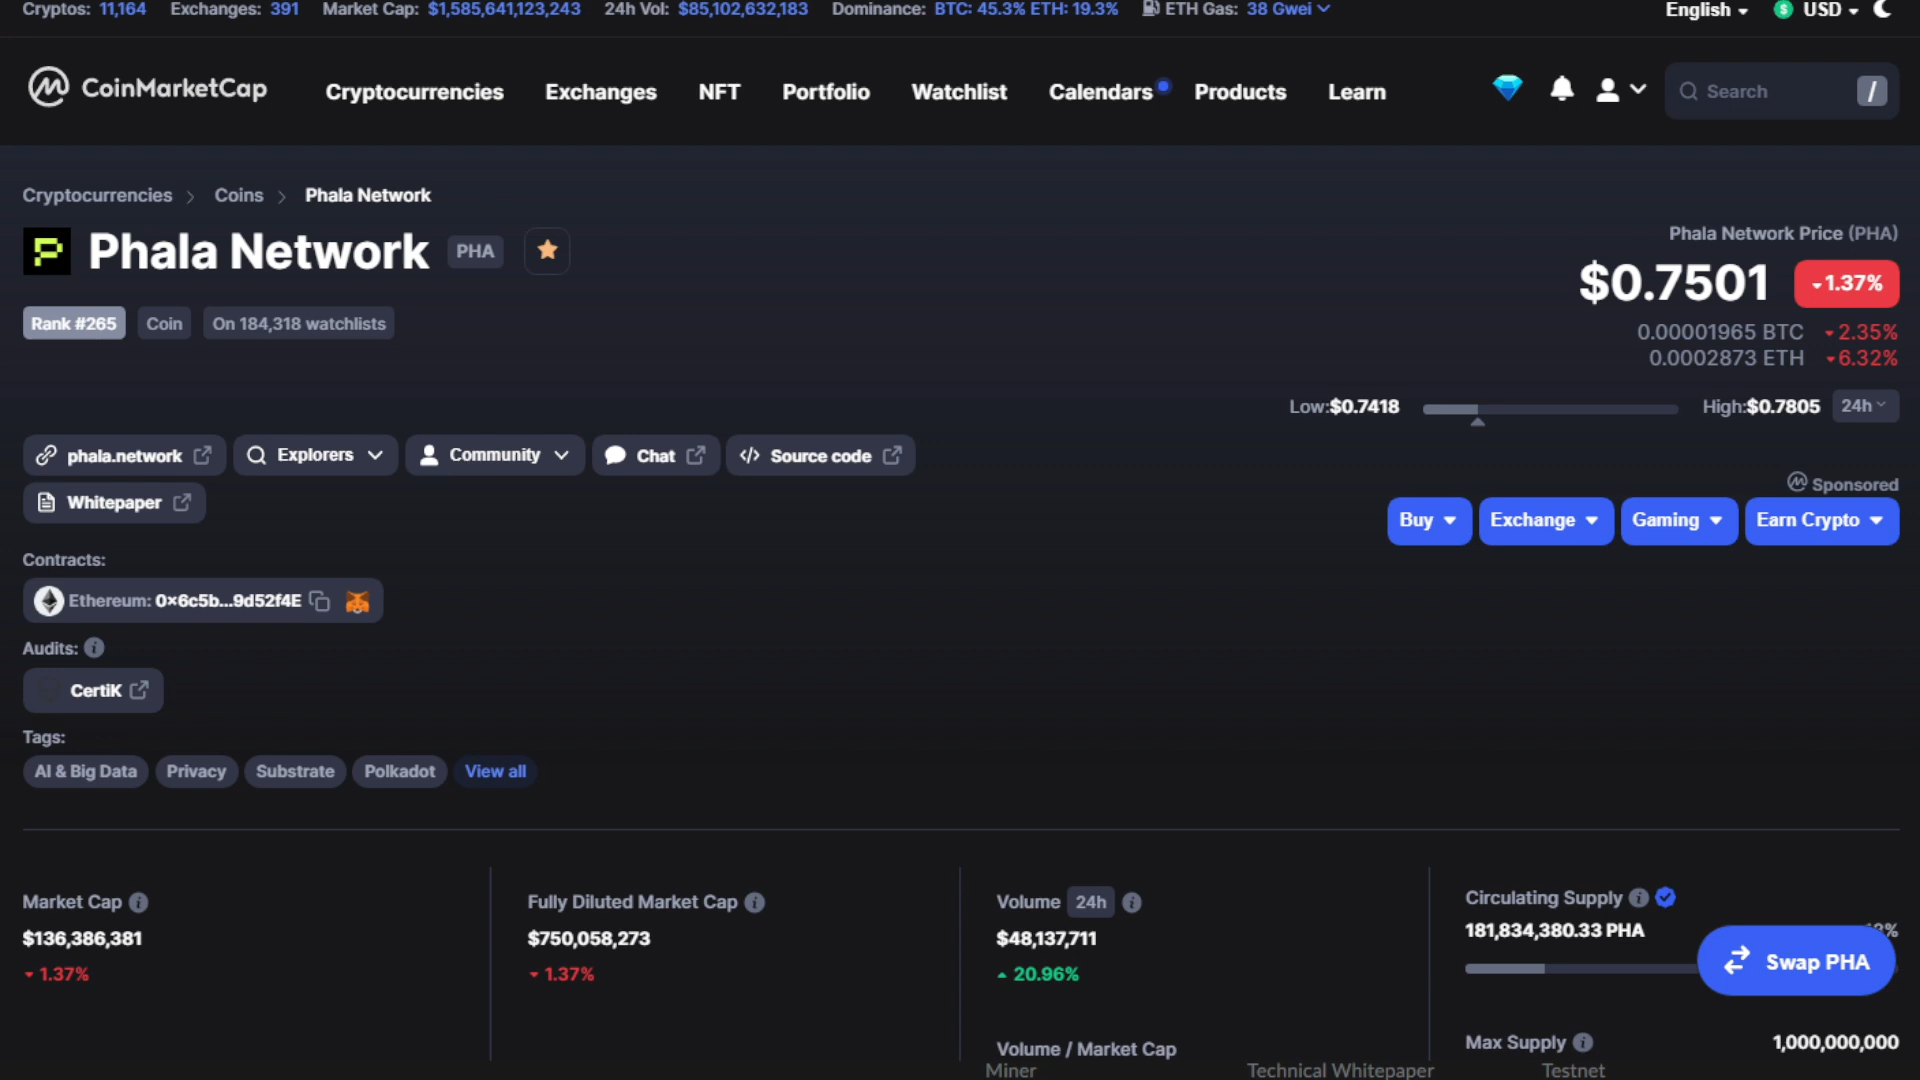 Cryptos: 11,164 Exchanges: 391 Market Cap: $1,585,641,123,243 24h Vol: $85,102,632,183 Dominance: BTC: 45.3% ETH: 19.3% ETH Gas: 38 Gwei English USD
CoinMarketCap Cryptocurrencies Exchanges NFT Portfolio Watchlist Calendars Products Learn Search /
Cryptocurrencies Coins Phala Network
Phala Network PHA
Rank #265 Coin On 184,318 watchlists
Phala Network Price (PHA)
$0.7501 1.37%
0.00001965 BTC 2.35%
0.0002873 ETH 6.32%
Low:$0.7418 High:$0.7805 24h
phala.network Explorers Community Chat Source code
Whitepaper
Sponsored
Buy Exchange Gaming Earn Crypto
Contracts:
Ethereum: 0x6c5b...9d52f4E
Audits:
CertiK
Tags:
AI & Big Data Privacy Substrate Polkadot View all
Market Cap
$136,386,381
1.37%
Fully Diluted Market Cap
$750,058,273
1.37%
Volume 24h
$48,137,711
20.96%
Volume / Market Cap
Circulating Supply
181,834,380.33 PHA
Swap PHA
Max Supply 1,000,000,000
Miner Technical Whitepaper Testnet